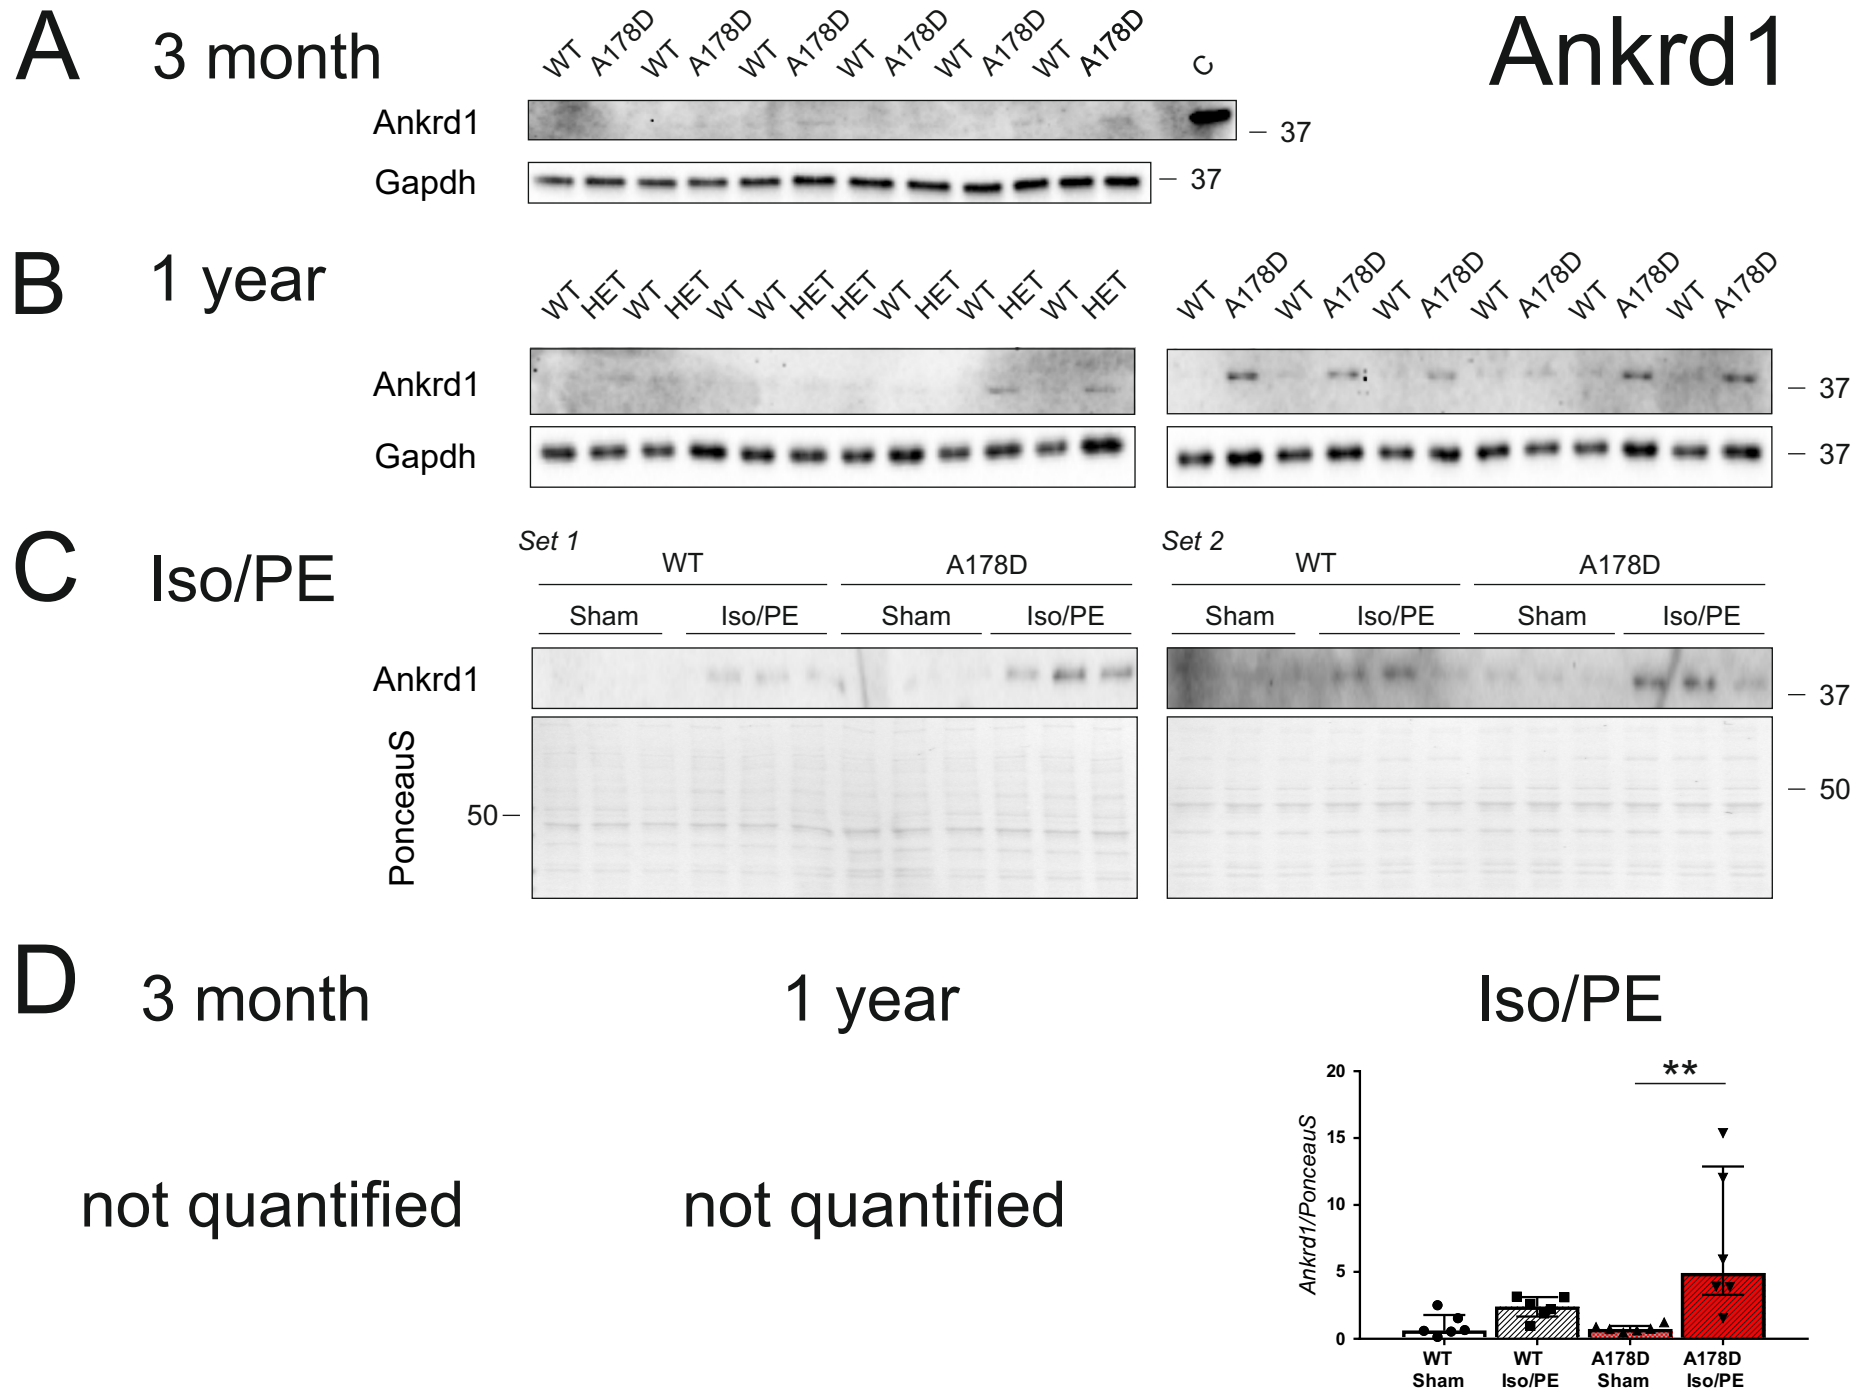 A 3 month Ankrd1
WT A178D WT A178D WT A178D WT A178D WT A178D WT A178D C
Ankrd1
37
Gapdh
37
B 1 year
WT HET WT HET WT WT HET HET WT HET WT HET WT HET
WT A178D WT A178D WT A178D WT A178D WT A178D WT A178D
Ankrd1
37
Gapdh
37
C Iso/PE
Set 1
WT A178D
Sham Iso/PE Sham Iso/PE
Set 2
WT A178D
Sham Iso/PE Sham Iso/PE
Ankrd1
37
PonceauS
50
50
D 3 month 1 year Iso/PE
not quantified not quantified
**
Ankrd1/PonceauS
20
15
10
5
0
WT Sham
WT Iso/PE
A178D Sham
A178D Iso/PE